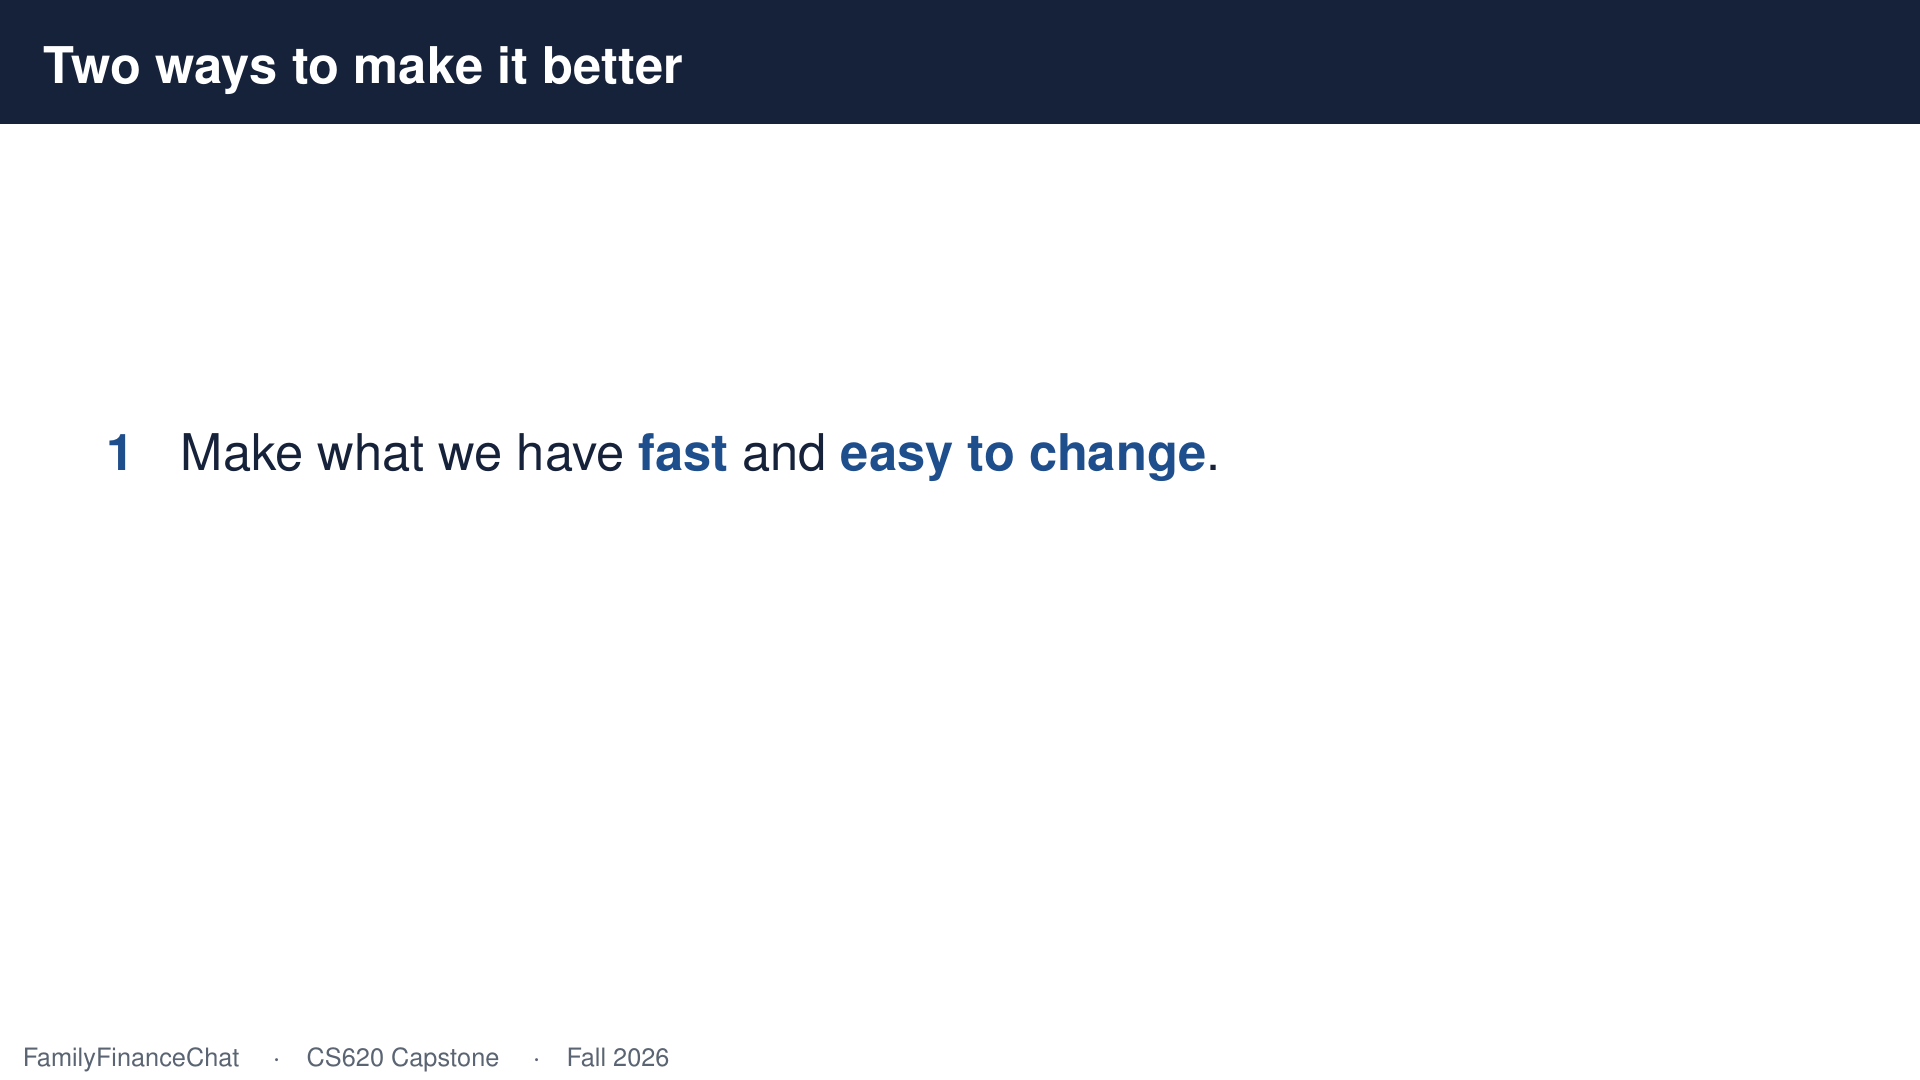 Two ways to make it better
1 Make what we have fast and easy to change.
FamilyFinanceChat · CS620 Capstone · Fall 2026